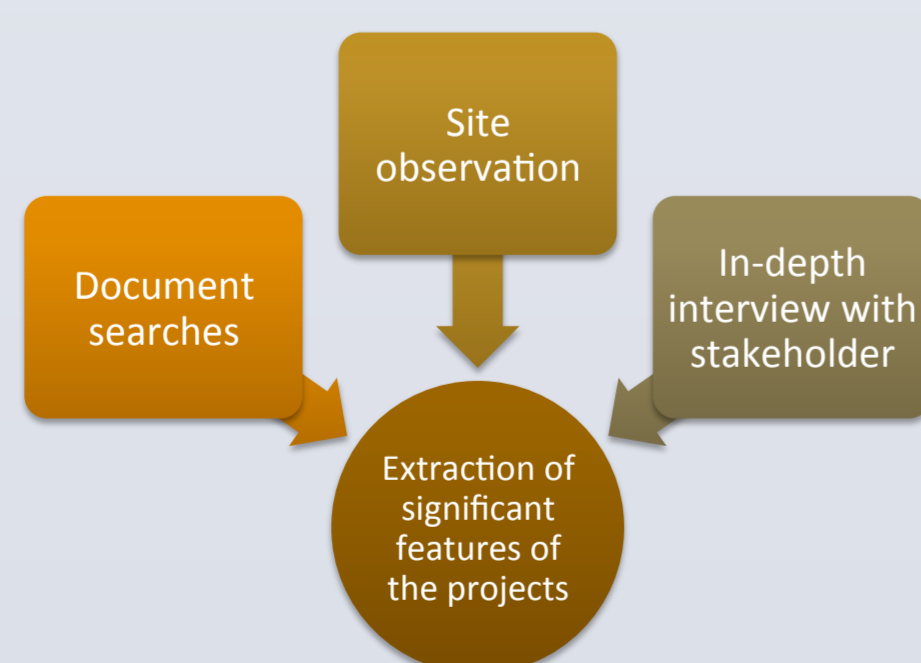 Site
observation
Document
searches
In-depth
interview with
stakeholder
Extraction of
significant
features of
the projects